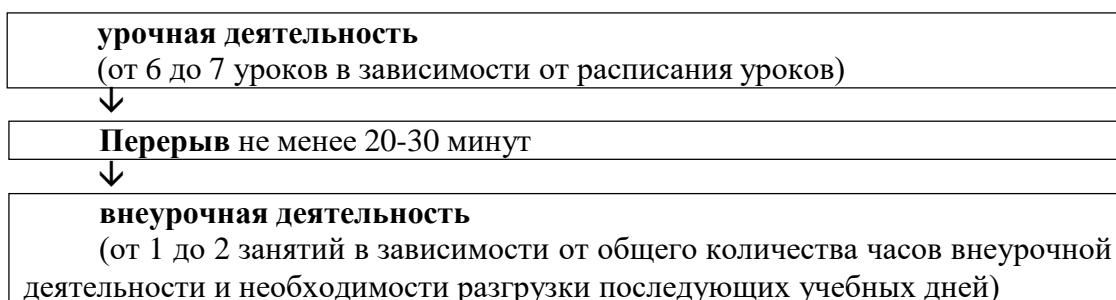 урочная деятельность
(от 6 до 7 уроков в зависимости от расписания уроков)
↓
Перерыв не менее 20-30 минут
↓
внеурочная деятельность
(от 1 до 2 занятий в зависимости от общего количества часов внеурочной
деятельности и необходимости разгрузки последующих учебных дней)